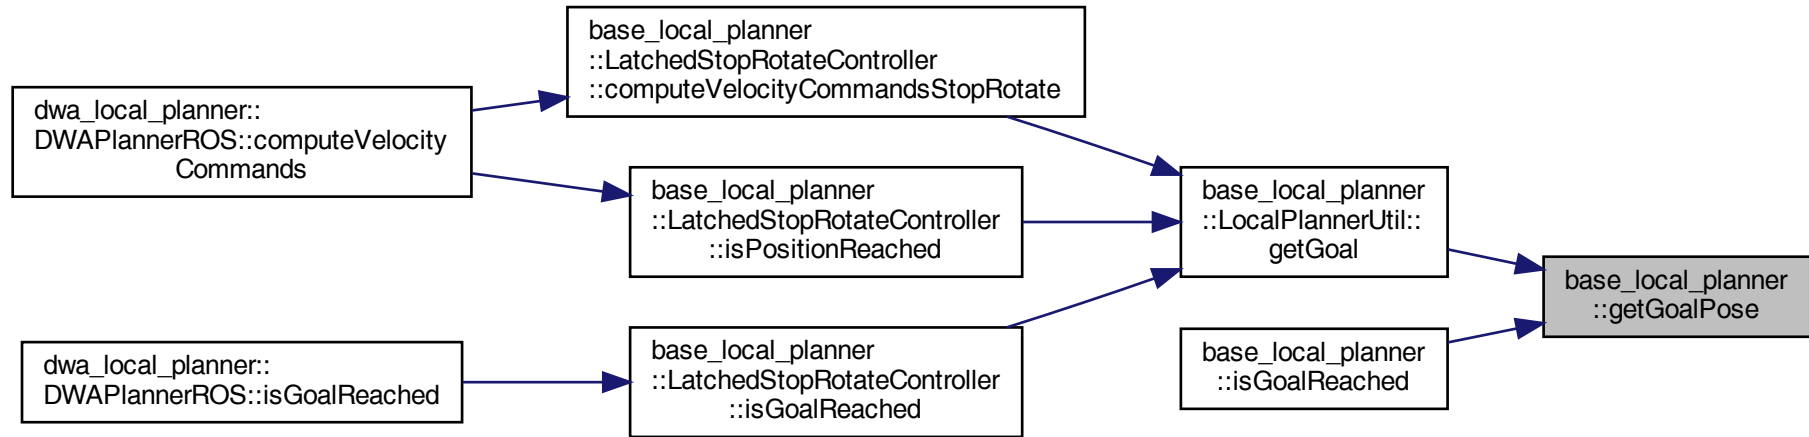 base_local_planner
::LatchedStopRotateController
::computeVelocityCommandsStopRotate
dwa_local_planner::
DWAPlannerROS::computeVelocity
Commands
base_local_planner
::LatchedStopRotateController
::isPositionReached
base_local_planner
::LocalPlannerUtil::
getGoal
base_local_planner
::getGoalPose
dwa_local_planner::
DWAPlannerROS::isGoalReached
base_local_planner
::LatchedStopRotateController
::isGoalReached
base_local_planner
::isGoalReached